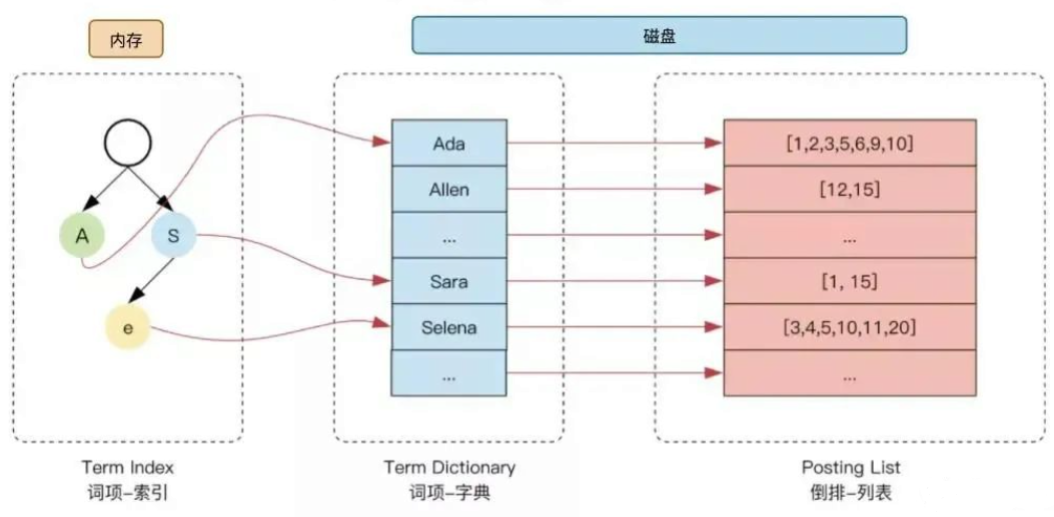 内存
磁盘
A
S
e
Ada
Allen
...
Sara
Selena
...
[1,2,3,5,6,9,10]
[12,15]
...
[1, 15]
[3,4,5,10,11,20]
...
Term Index
词项-索引
Term Dictionary
词项-字典
Posting List
倒排-列表